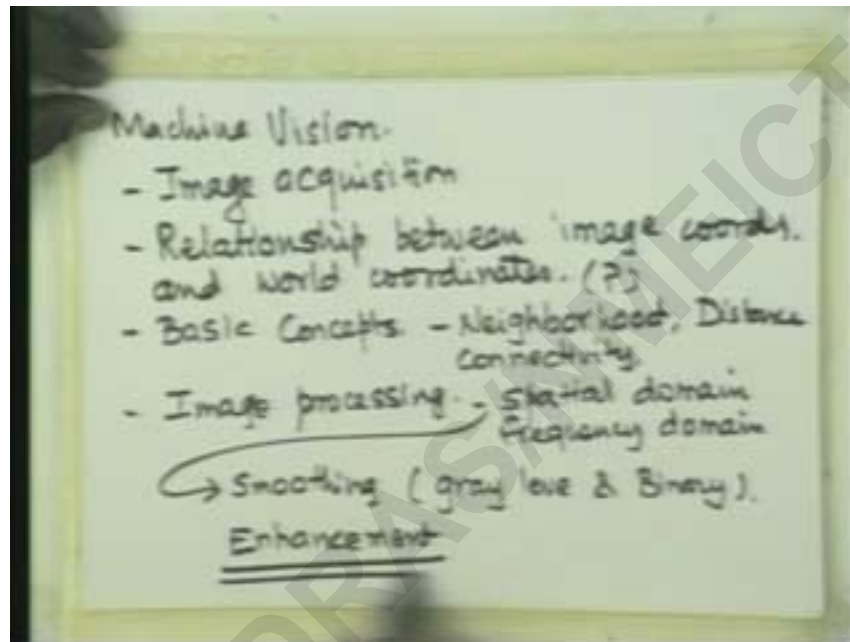 Machine Vision.
- Image acquisition
- Relationship between image coords.
and world coordinates. (P)
- Basic Concepts - Neighborhood, Distance
connectivity
- Image processing - Spatial domain
frequency domain
→ Smoothing (gray love & Binary).
Enhancement